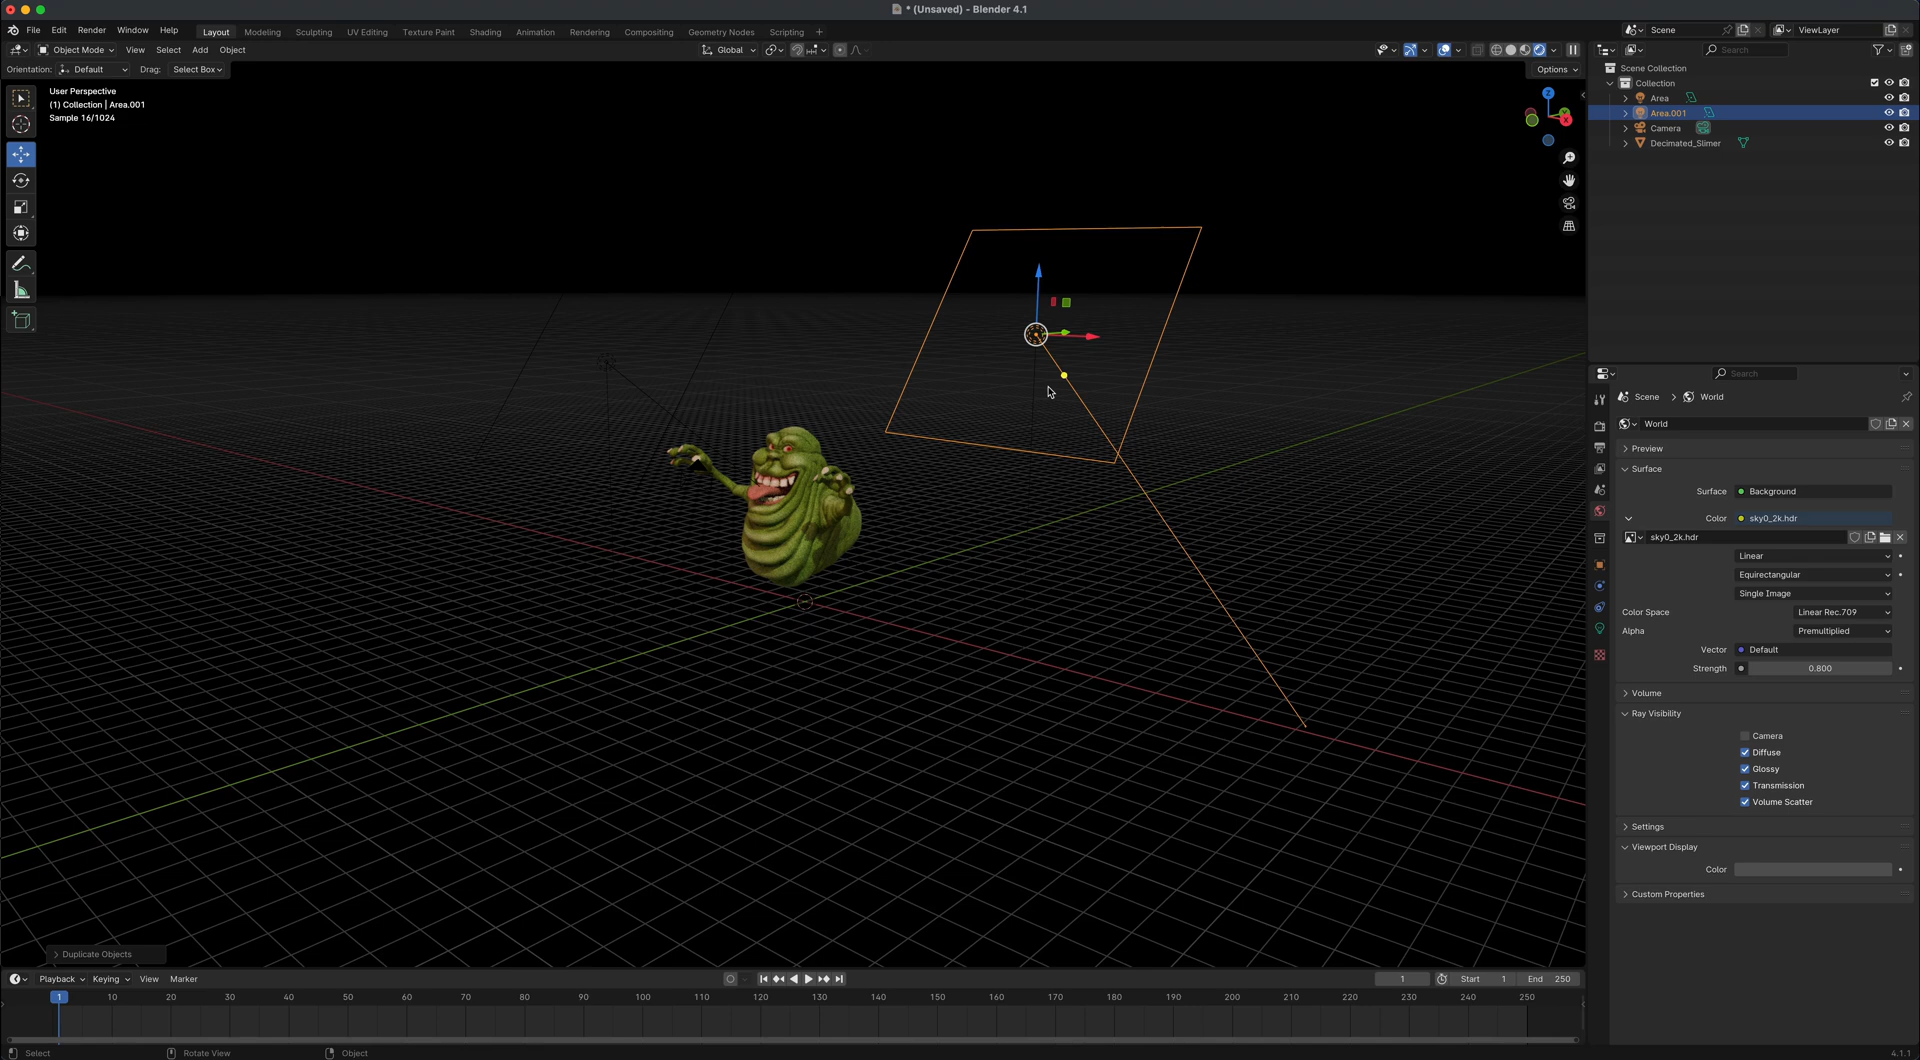 * (Unsaved) - Blender 4.1
File Edit Render Window Help Layout Modeling Sculpting UV Editing Texture Paint Shading Animation Rendering Compositing Geometry Nodes Scripting + Scene ViewLayer
Object Mode View Select Add Object Global Search
Orientation: Default Drag: Select Box Options
User Perspective
(1) Collection | Area.001
Sample 16/1024
Z
Y
X
Scene Collection
Collection
Area
Area.001
Camera
Decimated_Slimer
Search
Scene > World
World
Preview
Surface
Surface Background
Color sky0_2k.hdr
sky0_2k.hdr
Linear
Equirectangular
Single Image
Color Space Linear Rec.709
Alpha Premultiplied
Vector Default
Strength 0.800
Volume
Ray Visibility
Camera
Diffuse
Glossy
Transmission
Volume Scatter
Settings
Viewport Display
Color
Custom Properties
Duplicate Objects
Playback Keying View Marker 1 Start 1 End 250
1 10 20 30 40 50 60 70 80 90 100 110 120 130 140 150 160 170 180 190 200 210 220 230 240 250
Select Rotate View Object 4.1.1